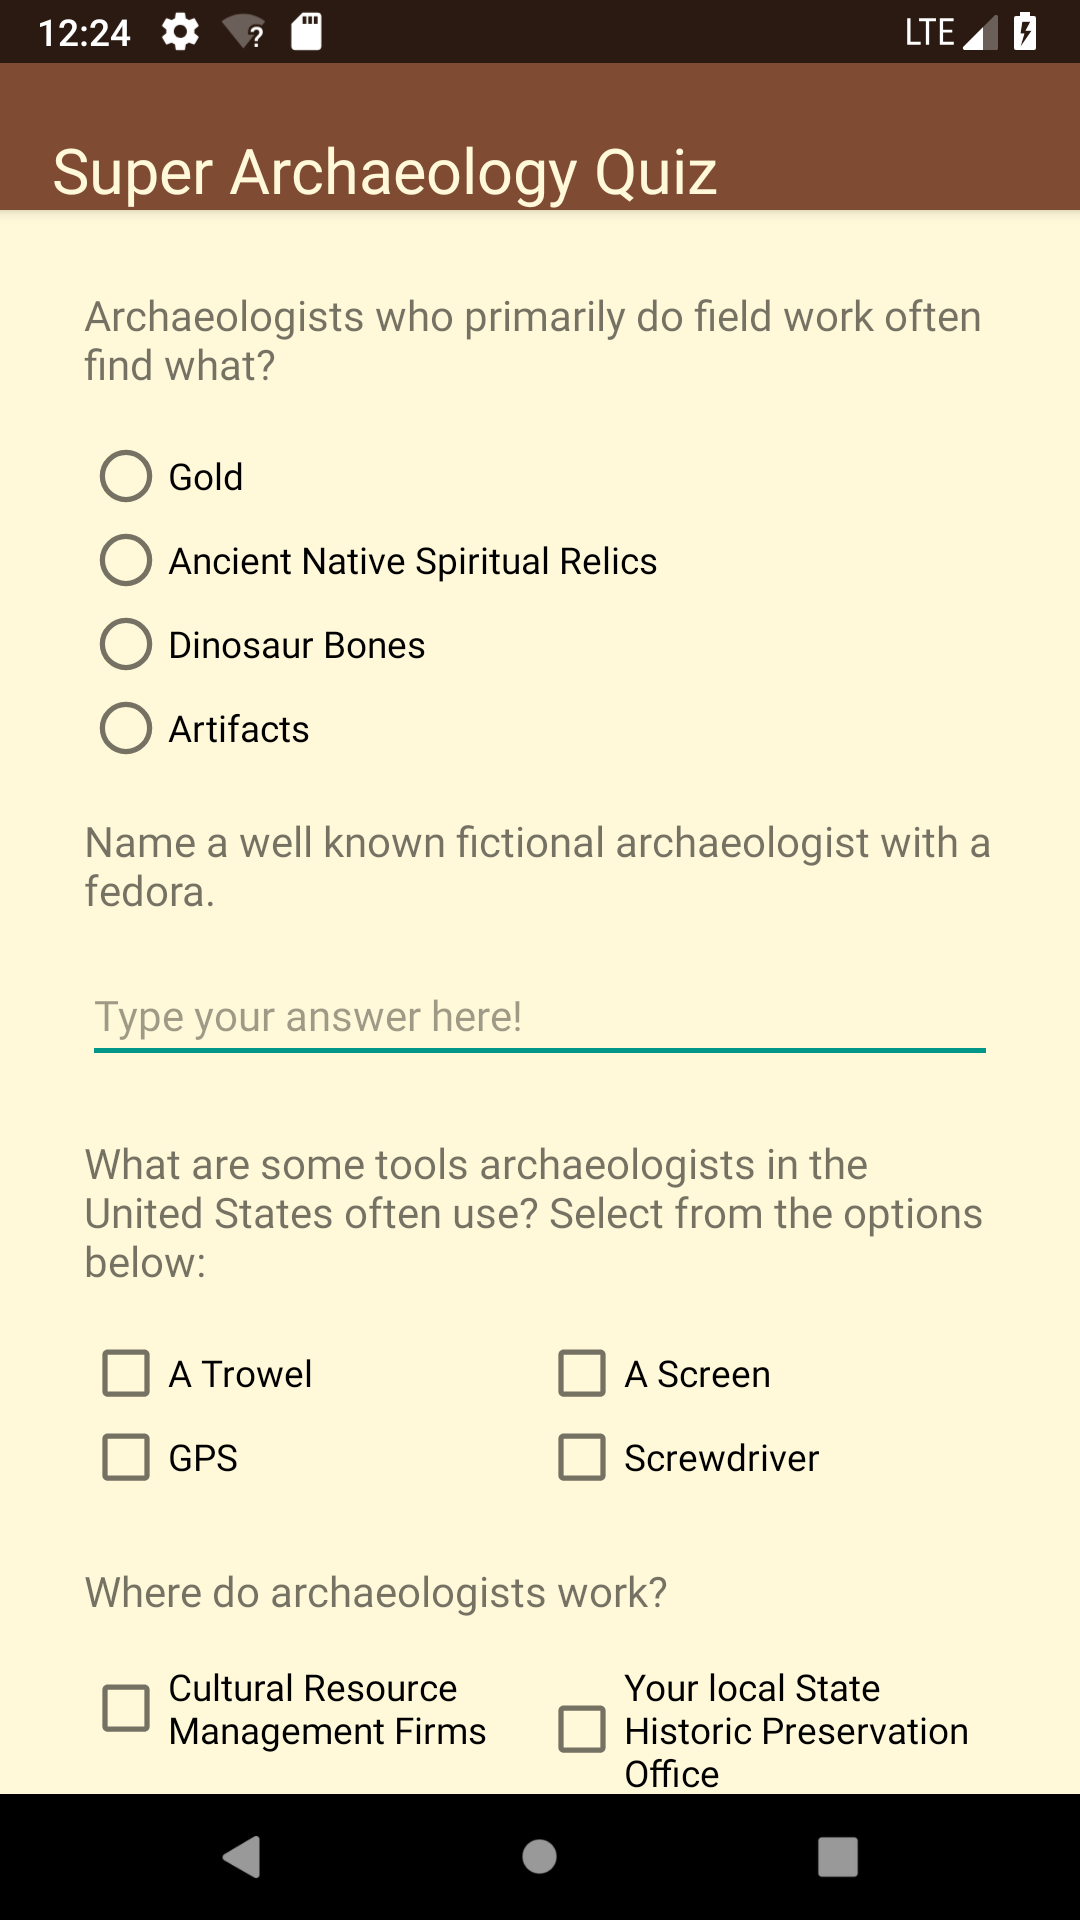 12:24
LTE
Super Archaeology Quiz
Archaeologists who primarily do field work often
find what?
Gold
Ancient Native Spiritual Relics
Dinosaur Bones
Artifacts
Name a well known fictional archaeologist with a
fedora.
Type your answer here!
What are some tools archaeologists in the
United States often use? Select from the options
below:
A Trowel
A Screen
GPS
Screwdriver
Where do archaeologists work?
Cultural Resource
Management Firms
Your local State
Historic Preservation
Office